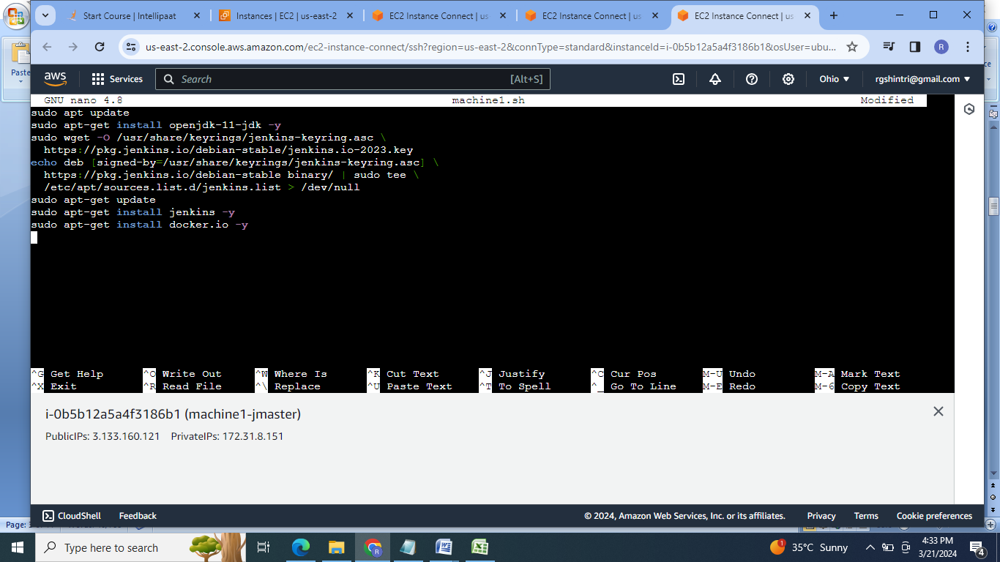 Start Course | Intellipaat
Instances | EC2 | us-east-2
EC2 Instance Connect | us
EC2 Instance Connect | us
EC2 Instance Connect | us
Paste
us-east-2.console.aws.amazon.com/ec2-instance-connect/ssh?region=us-east-2&connType=standard&instanceId=i-0b5b12a5a4f3186b1&osUser=ubu...
R
aws
Services
Search
[Alt+S]
Ohio
rgshintri@gmail.com
GNU nano 4.8 machine1.sh Modified
sudo apt update
sudo apt-get install openjdk-11-jdk -y
sudo wget -O /usr/share/keyrings/jenkins-keyring.asc \
https://pkg.jenkins.io/debian-stable/jenkins.io-2023.key
echo deb [signed-by=/usr/share/keyrings/jenkins-keyring.asc] \
https://pkg.jenkins.io/debian-stable binary/ | sudo tee \
/etc/apt/sources.list.d/jenkins.list > /dev/null
sudo apt-get update
sudo apt-get install jenkins -y
sudo apt-get install docker.io -y
^G Get Help ^O Write Out ^W Where Is ^K Cut Text ^J Justify ^C Cur Pos M-U Undo M-A Mark Text
^X Exit ^R Read File ^\ Replace ^U Paste Text ^T To Spell ^_ Go To Line M-E Redo M-6 Copy Text
i-0b5b12a5a4f3186b1 (machine1-jmaster)
PublicIPs: 3.133.160.121 PrivateIPs: 172.31.8.151
CloudShell Feedback © 2024, Amazon Web Services, Inc. or its affiliates. Privacy Terms Cookie preferences
Page:
Type here to search
1
35°C Sunny
4:33 PM
3/21/2024
4